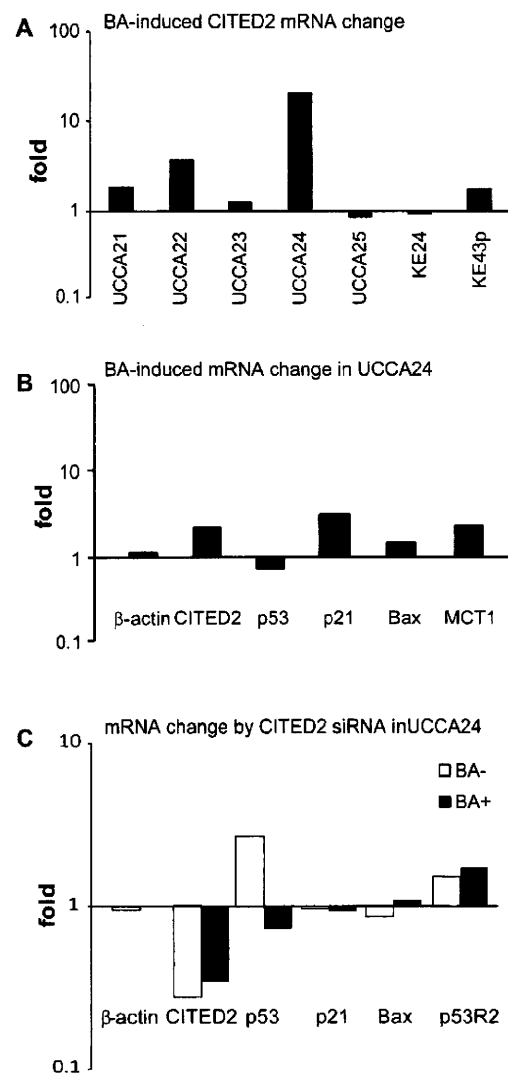 A BA-induced CITED2 mRNA change
100
10
1
0.1
fold
UCCA21
UCCA22
UCCA23
UCCA24
UCCA25
KE24
KE43p
B BA-induced mRNA change in UCCA24
100
10
1
0.1
fold
β-actin CITED2 p53 p21 Bax MCT1
C mRNA change by CITED2 siRNA inUCCA24
10
1
0.1
fold
BA-
BA+
β-actin CITED2 p53 p21 Bax p53R2